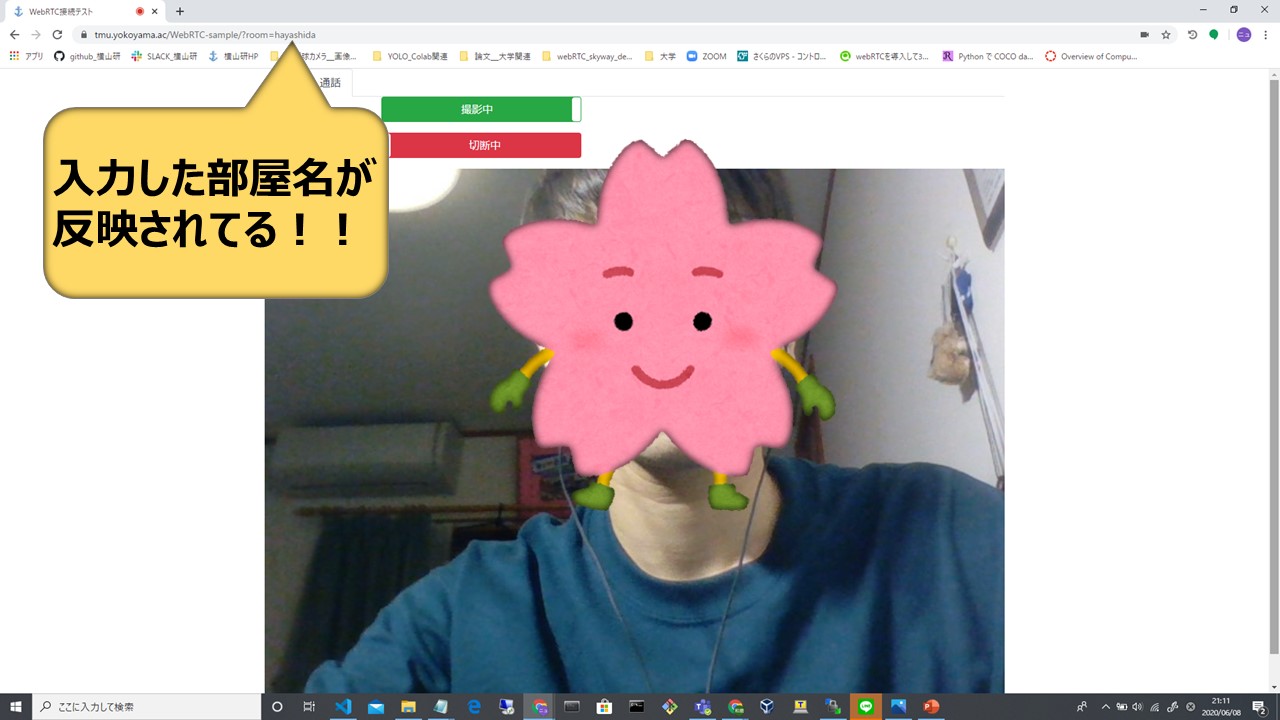 WebRTC接続テスト
tmu.yokoyama.ac/WebRTC-sample/?room=hayashida
アプリ github_横山研 SLACK_横山研 横山研HP 球カメラ__画像... YOLO_Colab関連 論文__大学関連 webRTC_skyway_de... 大学 ZOOM さくらのVPS - コントロ... webRTCを導入して3... Python で COCO da... Overview of Compu...
通話
撮影中
切断中
入力した部屋名が
反映されてる！！
ここに入力して検索
21:11
2020/06/08